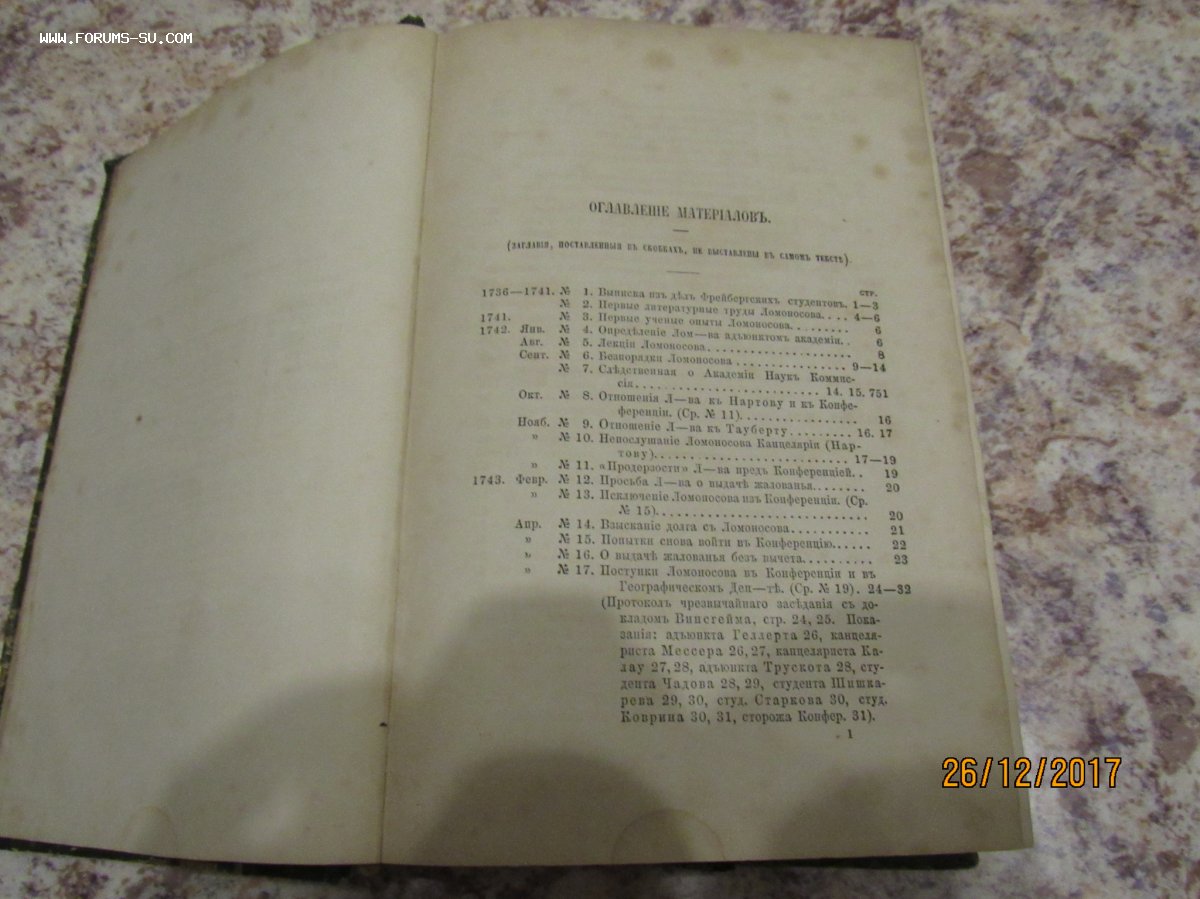 WWW.FORUMS-SU.COM
ОГЛАВЛЕНІЕ МАТЕРІАЛОВЪ.
(ЗАГЛАВІЯ, ПОСТАВЛЕННЫЯ ВЪ СКОБКАХЪ, НЕ ВЫСТАВЛЕНЫ ВЪ САМОМЪ ТЕКСТѢ).
СТР.
1736—1741. № 1. Выписка изъ дѣлъ Фрейбергскихъ студентовъ. 1—3
№ 2. Первые литературные труды Ломоносова.... 4—6
1741. № 3. Первые ученые опыты Ломоносова......... 6
1742. Янв. № 4. Опредѣленіе Лом—ва адъюнктомъ академіи.. 6
Авг. № 5. Лекціи Ломоносова..................... 8
Сент. № 6. Безпорядки Ломоносова ................ 9—14
№ 7. Слѣдственная о Академіи Наукъ Коммис-
сія.......................... 14. 15. 751
Окт. № 8. Отношенія Л—ва къ Нартову и къ Конфе-
ференціи. (Ср. № 11)................ 16
Нояб. № 9. Отношеніе Л—ва къ Тауберту......... 16. 17
» № 10. Непослушаніе Ломоносова Канцеляріи (Нар-
тову)........................ 17—19
» № 11. «Продерзости» Л—ва предъ Конференціей.. 19
1743. Февр. № 12. Просьба Л—ва о выдачѣ жалованья........ 20
» № 13. Исключеніе Ломоносова изъ Конференціи. (Ср.
№ 15)............................ 20
Апр. № 14. Взысканіе долга съ Ломоносова........... 21
» № 15. Попытки снова войти въ Конференцію...... 22
» № 16. О выдачѣ жалованья безъ вычета.......... 23
» № 17. Поступки Ломоносова въ Конференціи и въ
Географическомъ Деп—тѣ. (Ср. № 19). 24—32
(Протоколъ чрезвычайнаго засѣданія съ до-
кладомъ Винсгейма, стр. 24, 25. Пока-
занія: адъюнкта Геллерта 26, канцеля-
риста Мессера 26, 27, канцеляриста Ка-
лау 27, 28, адъюнкта Трускота 28, сту-
дента Чадова 28, 29, студента Шишка-
рева 29, 30, студ. Старкова 30, студ.
Коврина 30, 31, сторожа Конфер. 31).
1
26/12/2017